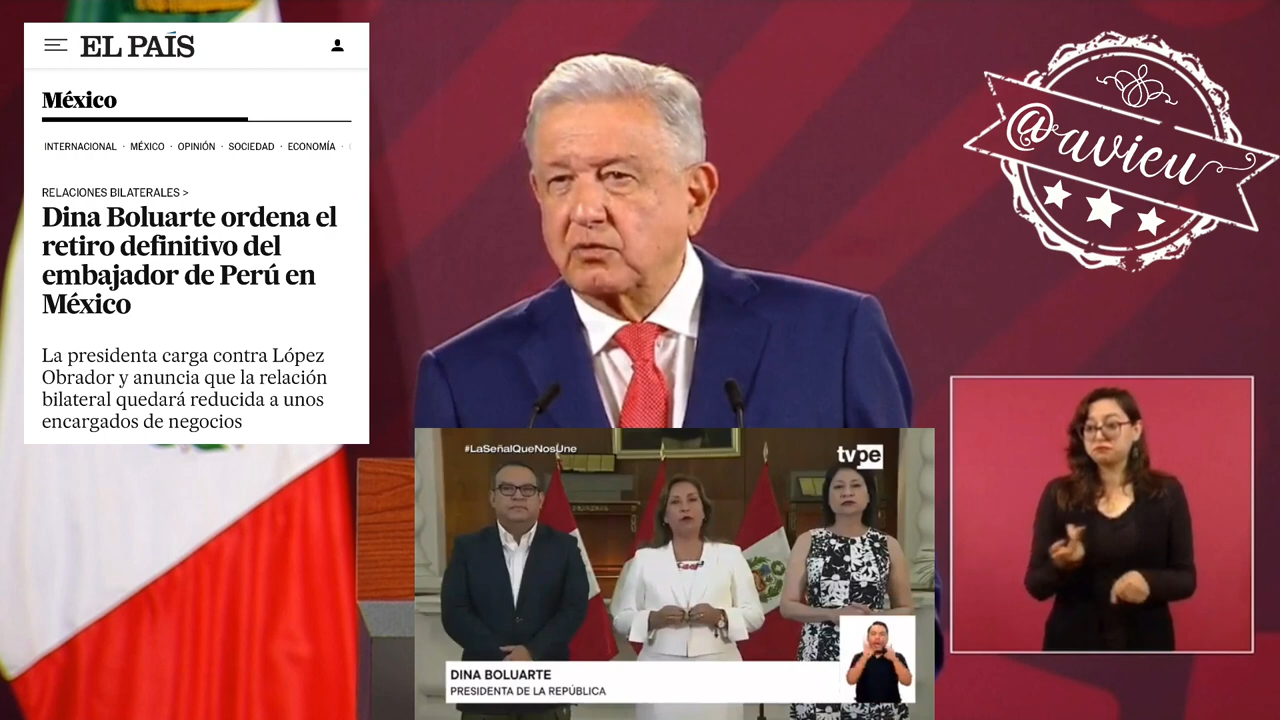 EL PAÍS
México
INTERNACIONAL · MÉXICO · OPINIÓN · SOCIEDAD · ECONOMÍA ·
RELACIONES BILATERALES >
Dina Boluarte ordena el
retiro definitivo del
embajador de Perú en
México
La presidenta carga contra López
Obrador y anuncia que la relación
bilateral quedará reducida a unos
encargados de negocios
@avieu
#LaSeñalQueNosUne
tvpe
DINA BOLUARTE
PRESIDENTA DE LA REPÚBLICA